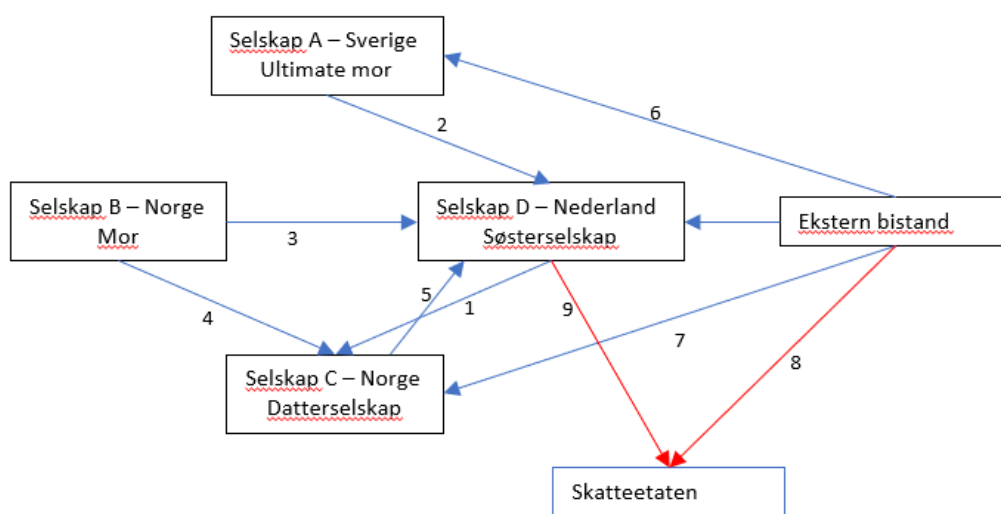 Selskap A – Sverige
Ultimate mor
6
2
Selskap B – Norge
Mor
Selskap D – Nederland
Søsterselskap
Ekstern bistand
3
4
5
1
9
7
8
Selskap C – Norge
Datterselskap
Skatteetaten